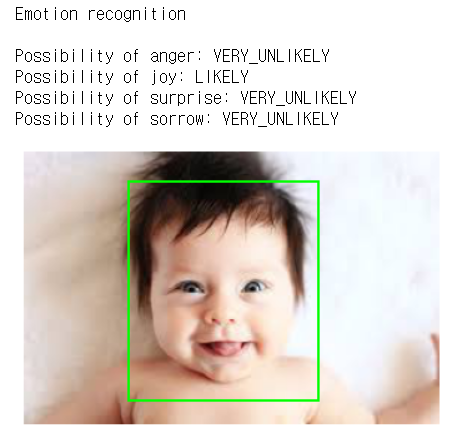 Emotion recognition
Possibility of anger: VERY_UNLIKELY
Possibility of joy: LIKELY
Possibility of surprise: VERY_UNLIKELY
Possibility of sorrow: VERY_UNLIKELY